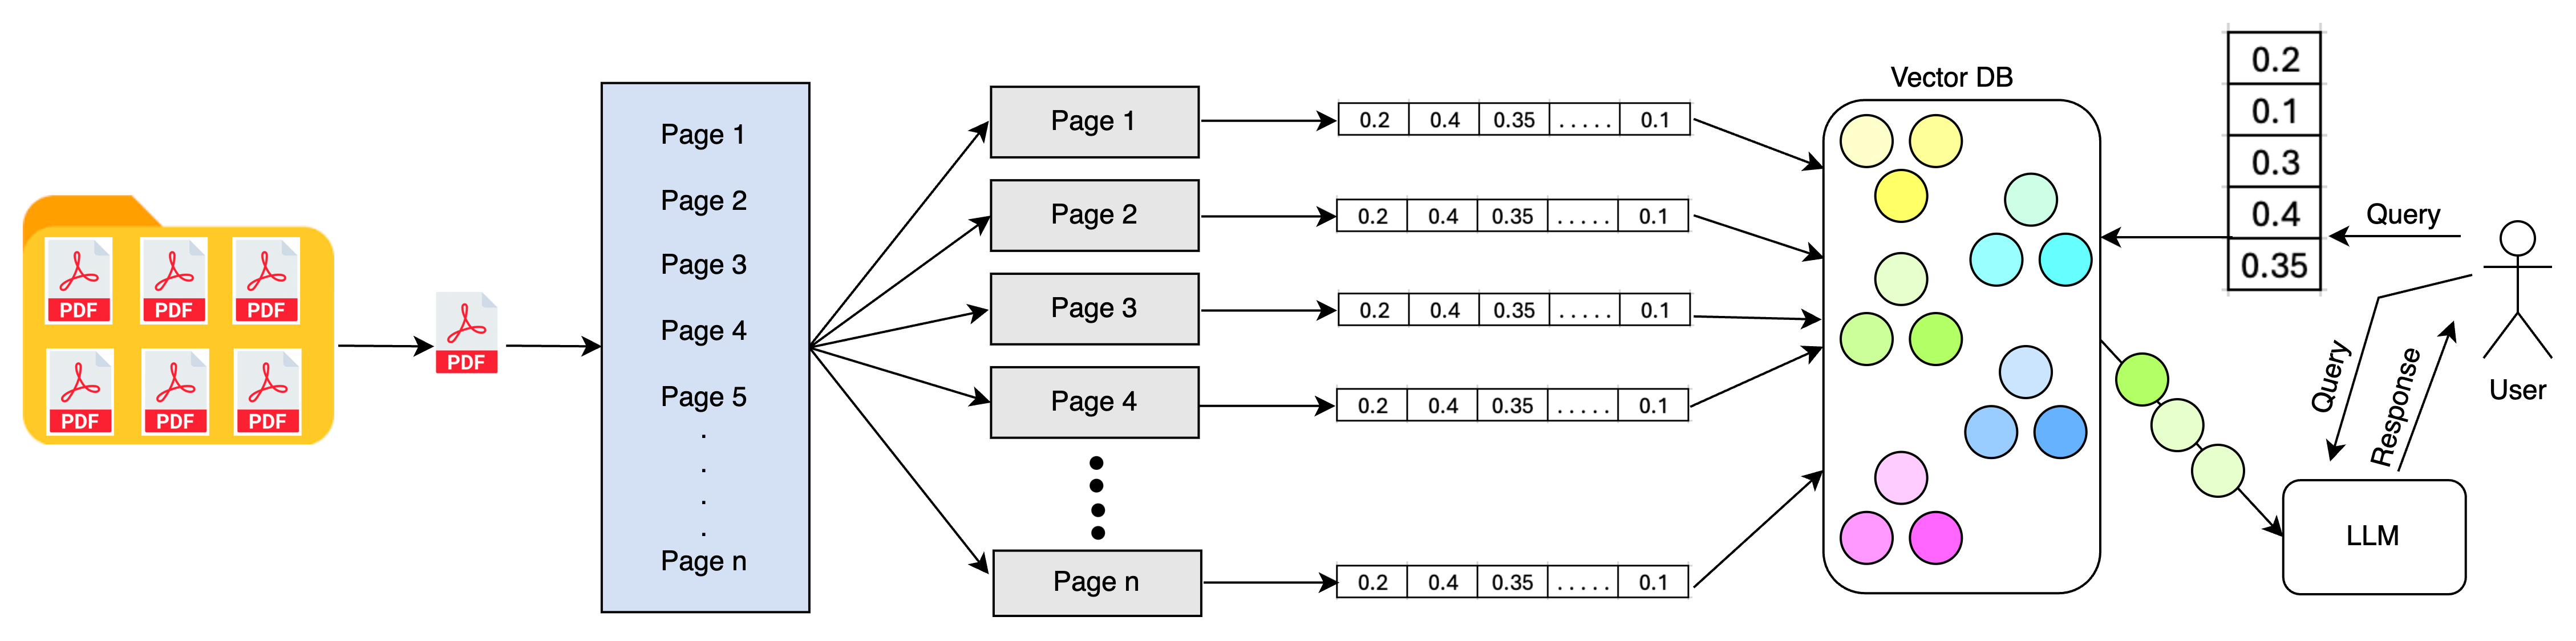 PDF
PDF
PDF
PDF
PDF
PDF
PDF
Page 1
Page 2
Page 3
Page 4
Page 5
.
.
.
.
Page n
Page 1
Page 2
Page 3
Page 4
Page n
0.2 0.4 0.35 ..... 0.1
0.2 0.4 0.35 ..... 0.1
0.2 0.4 0.35 ..... 0.1
0.2 0.4 0.35 ..... 0.1
0.2 0.4 0.35 ..... 0.1
Vector DB
0.2
0.1
0.3
0.4
0.35
Query
User
Query
Response
LLM